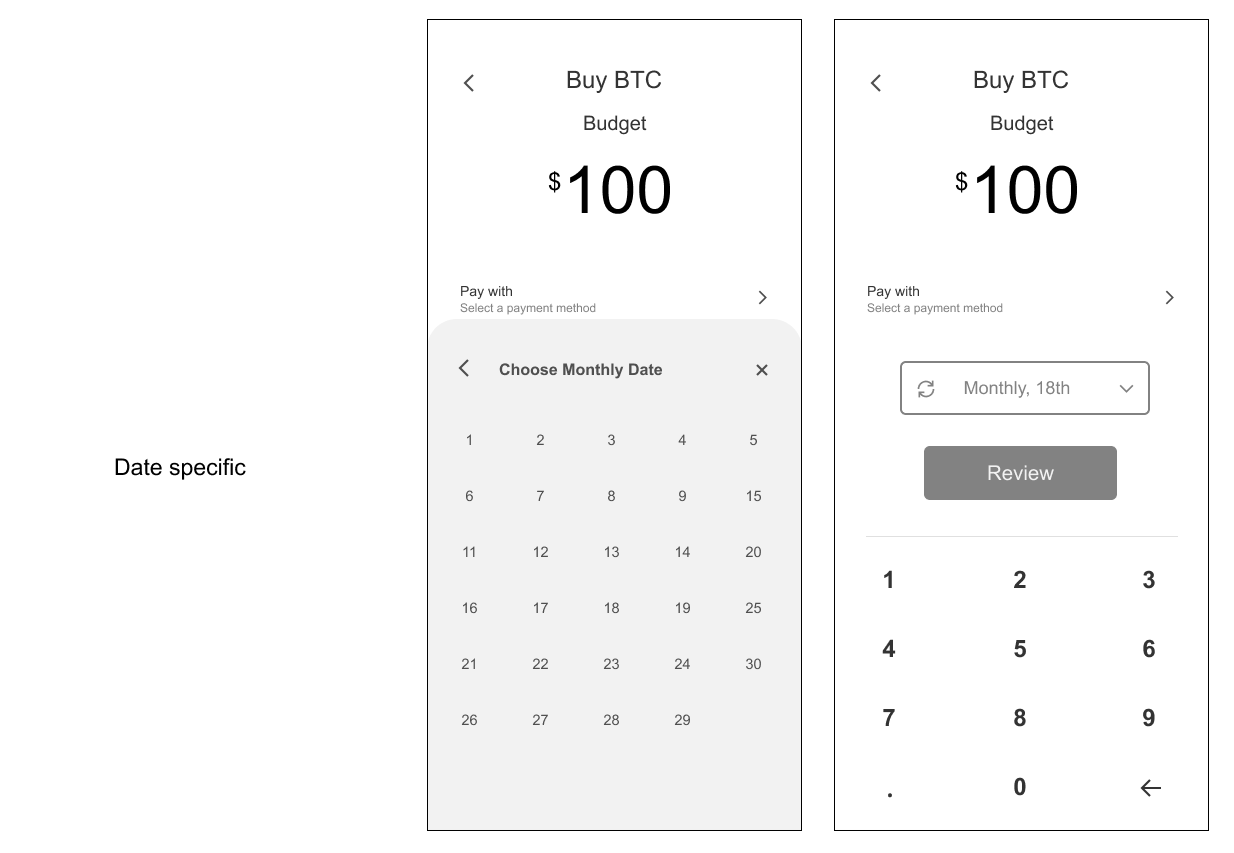 Date specific
Buy BTC
Budget
$100
Pay with
Select a payment method
Choose Monthly Date
1 2 3 4 5
6 7 8 9 15
11 12 13 14 20
16 17 18 19 25
21 22 23 24 30
26 27 28 29
Buy BTC
Budget
$100
Pay with
Select a payment method
Monthly, 18th
Review
1 2 3
4 5 6
7 8 9
. 0